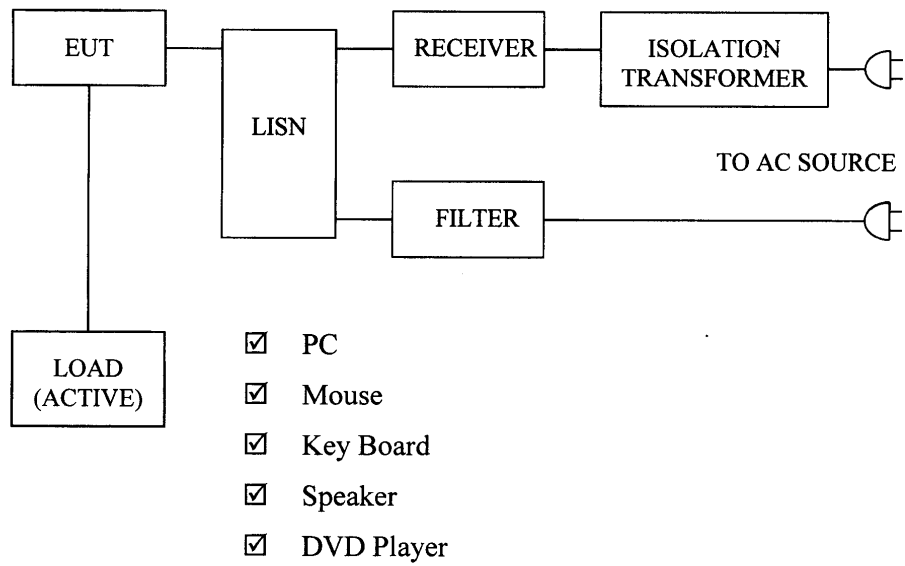 EUT
LISN
RECEIVER
ISOLATION
TRANSFORMER
TO AC SOURCE
FILTER
LOAD
(ACTIVE)
☑ PC
☑ Mouse
☑ Key Board
☑ Speaker
☑ DVD Player